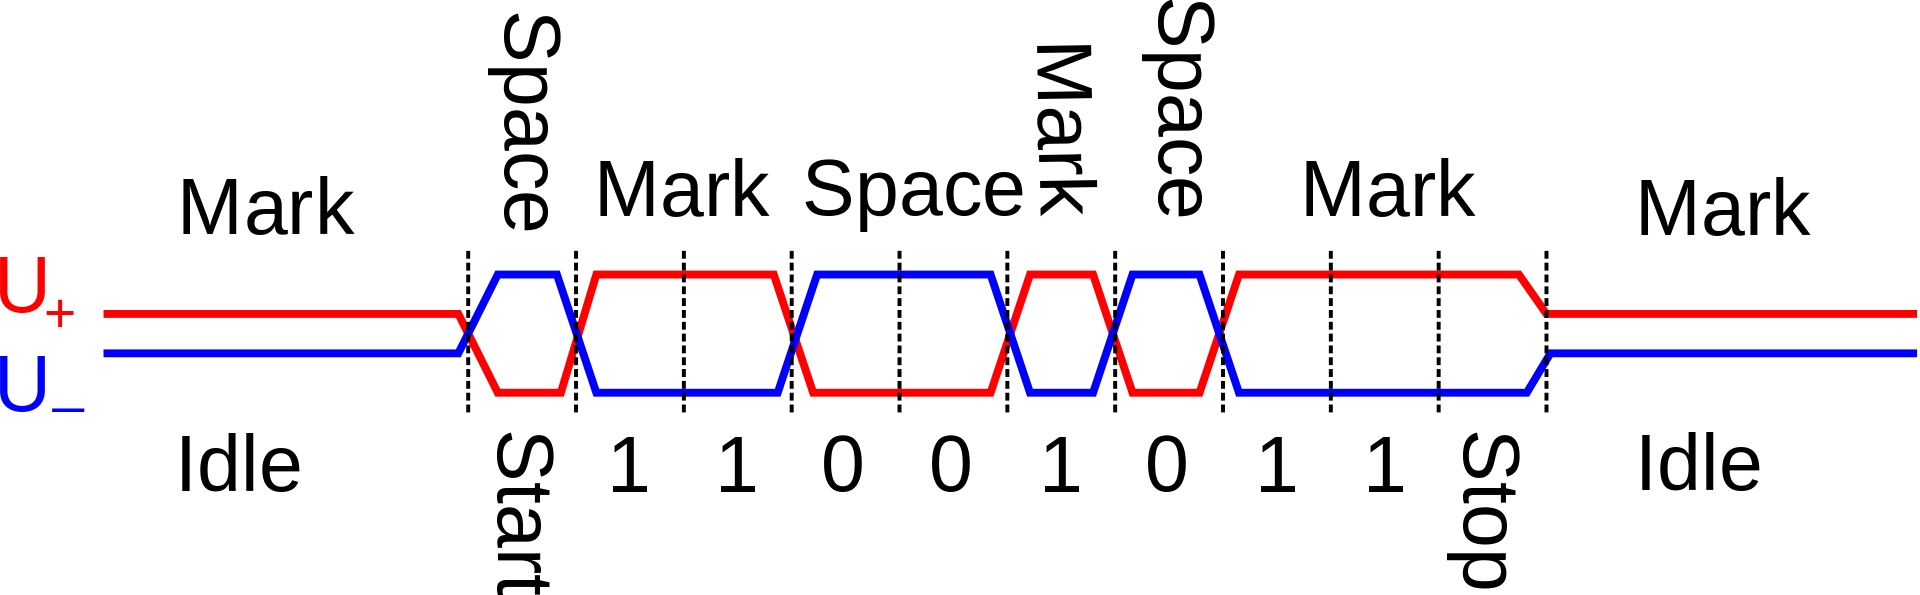 Space
Mark
Space
Mark
Mark
Space
Mark
Mark
U+
U−
Idle
Start
1 1 0 0 1 0 1 1
Stop
Idle